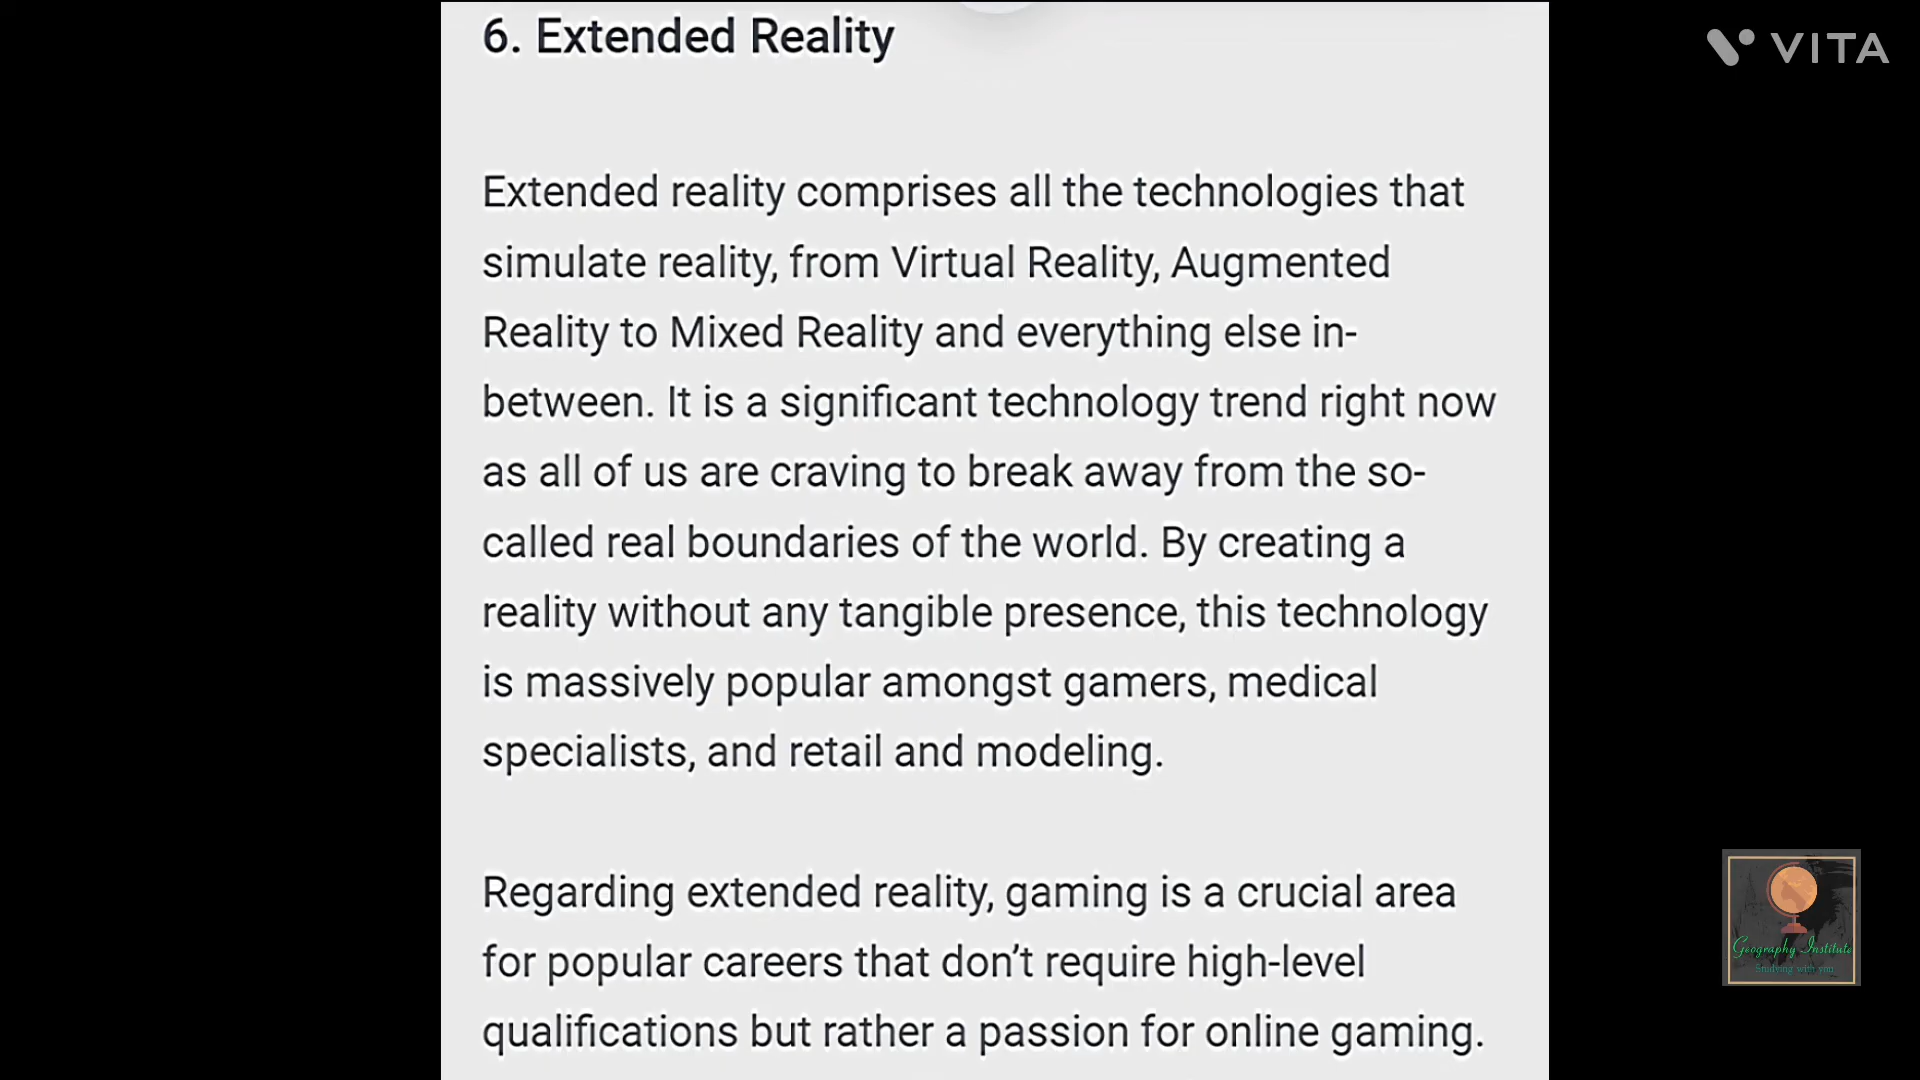 6. Extended Reality
VITA
Extended reality comprises all the technologies that
simulate reality, from Virtual Reality, Augmented
Reality to Mixed Reality and everything else in-
between. It is a significant technology trend right now
as all of us are craving to break away from the so-
called real boundaries of the world. By creating a
reality without any tangible presence, this technology
is massively popular amongst gamers, medical
specialists, and retail and modeling.
Regarding extended reality, gaming is a crucial area
for popular careers that don’t require high-level
qualifications but rather a passion for online gaming.
Geography Institute
Studying with you